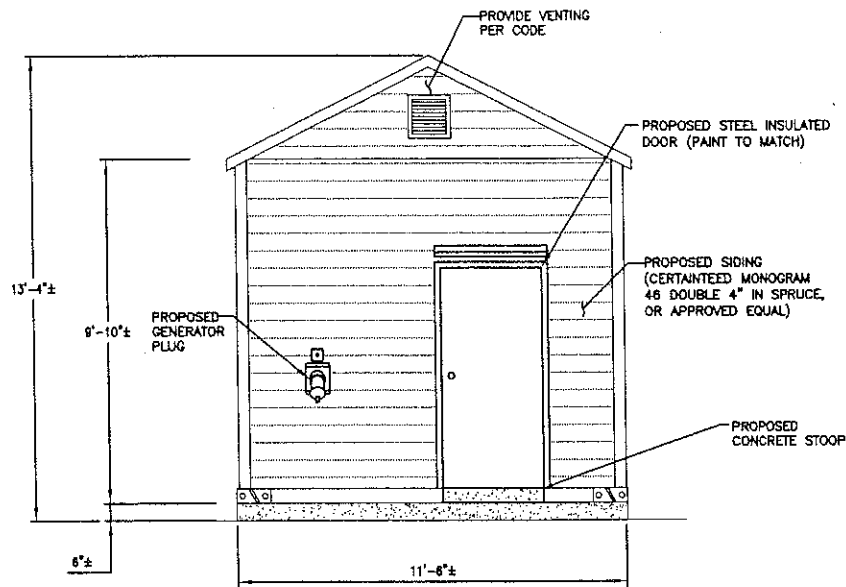 PROVIDE VENTING
PER CODE
PROPOSED STEEL INSULATED
DOOR (PAINT TO MATCH)
PROPOSED SIDING
(CERTAINTEED MONOGRAM
46 DOUBLE 4" IN SPRUCE,
OR APPROVED EQUAL)
13'-4"±
9'-10"±
PROPOSED
GENERATOR
PLUG
PROPOSED
CONCRETE STOOP
6"±
11'-6"±